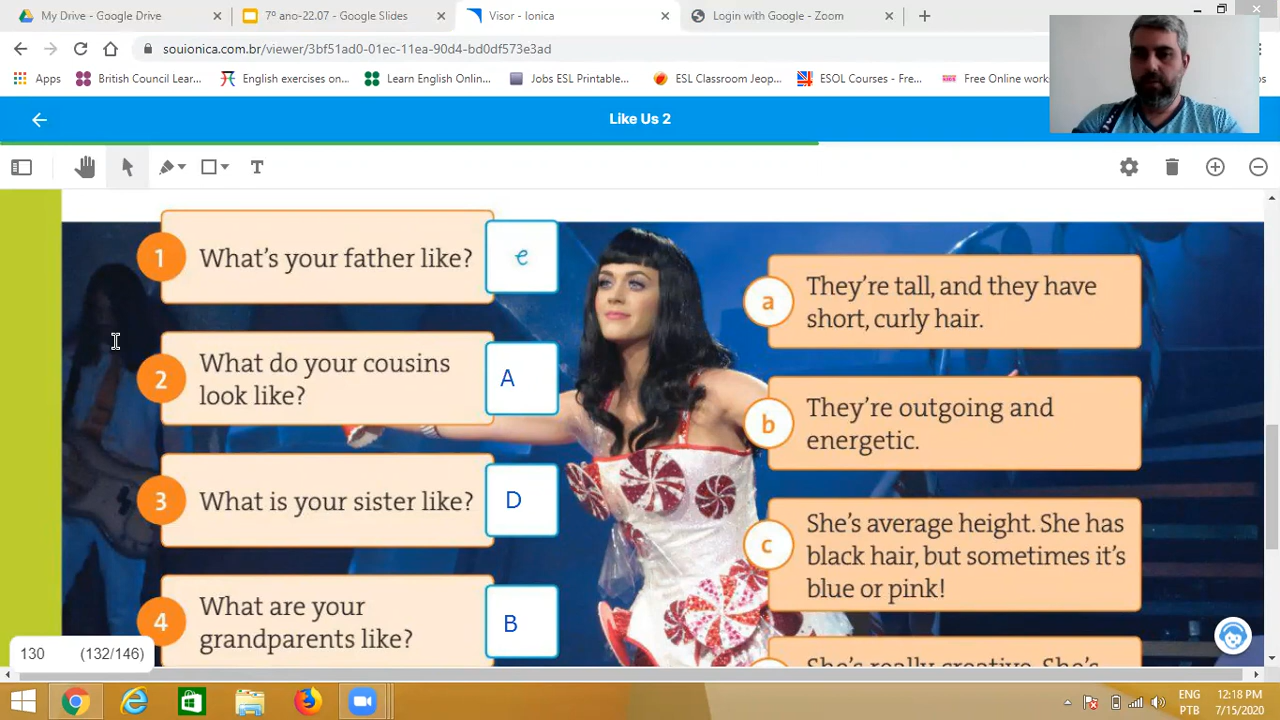 My Drive - Google Drive
7º ano-22.07 - Google Slides
Visor - Ionica
Login with Google - Zoom
souionica.com.br/viewer/3bf51ad0-01ec-11ea-90d4-bd0df573e3ad
Apps
British Council Lear...
English exercises on...
Learn English Onlin...
Jobs ESL Printable...
ESL Classroom Jeop...
ESOL Courses - Fre...
Free Online works
Like Us 2
T
1 What's your father like? e
2 What do your cousins
look like? A
3 What is your sister like? D
4 What are your
grandparents like? B
a They're tall, and they have
short, curly hair.
b They're outgoing and
energetic.
c She's average height. She has
black hair, but sometimes it's
blue or pink!
She's really creative. She's
130 (132/146)
ENG
PTB
12:18 PM
7/15/2020